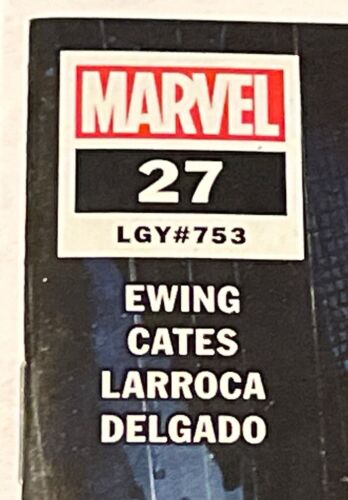 MARVEL
27
LGY#753
EWING
CATES
LARROCA
DELGADO